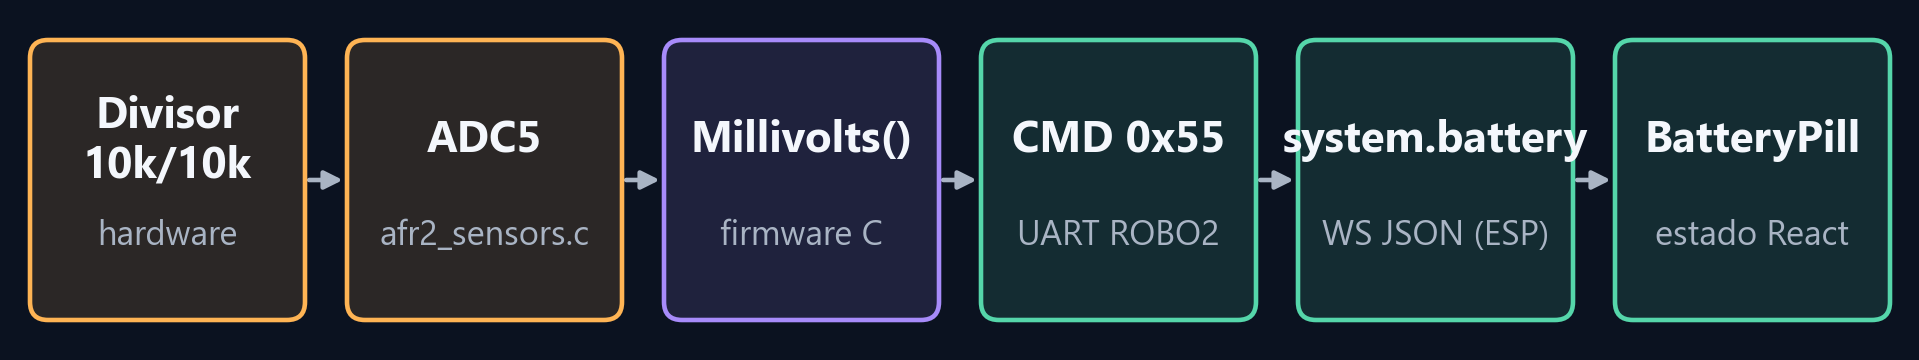 Divisor
10k/10k
hardware
ADC5
afr2_sensors.c
Millivolts()
firmware C
CMD 0x55
UART ROBO2
system.battery
WS JSON (ESP)
BatteryPill
estado React